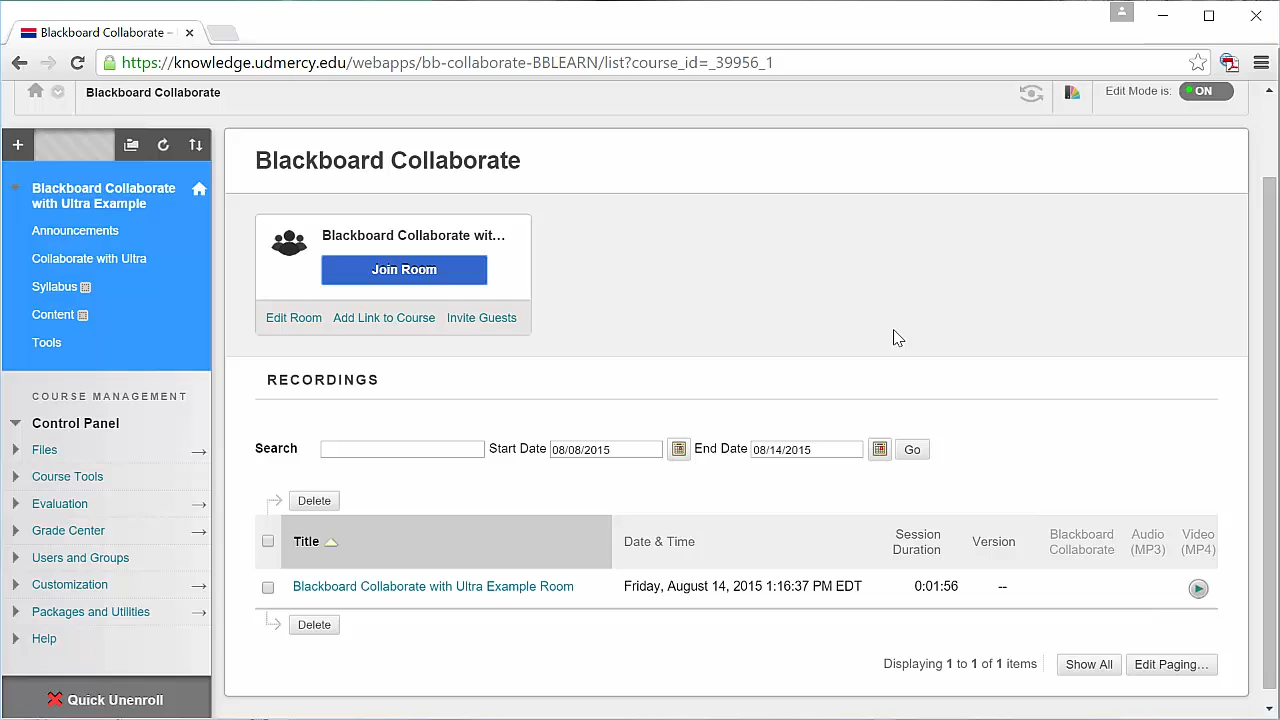 Blackboard Collaborate –
https://knowledge.udmercy.edu/webapps/bb-collaborate-BBLEARN/list?course_id=_39956_1
Blackboard Collaborate
Edit Mode is: ON
Blackboard Collaborate
with Ultra Example
Announcements
Collaborate with Ultra
Syllabus
Content
Tools
COURSE MANAGEMENT
Control Panel
Files
Course Tools
Evaluation
Grade Center
Users and Groups
Customization
Packages and Utilities
Help
Quick Unenroll
Blackboard Collaborate
Blackboard Collaborate wit...
Join Room
Edit Room Add Link to Course Invite Guests
RECORDINGS
Search Start Date 08/08/2015 End Date 08/14/2015 Go
Delete
Title Date & Time Session Duration Version Blackboard Collaborate Audio (MP3) Video (MP4)
Blackboard Collaborate with Ultra Example Room Friday, August 14, 2015 1:16:37 PM EDT 0:01:56 --
Delete
Displaying 1 to 1 of 1 items Show All Edit Paging...